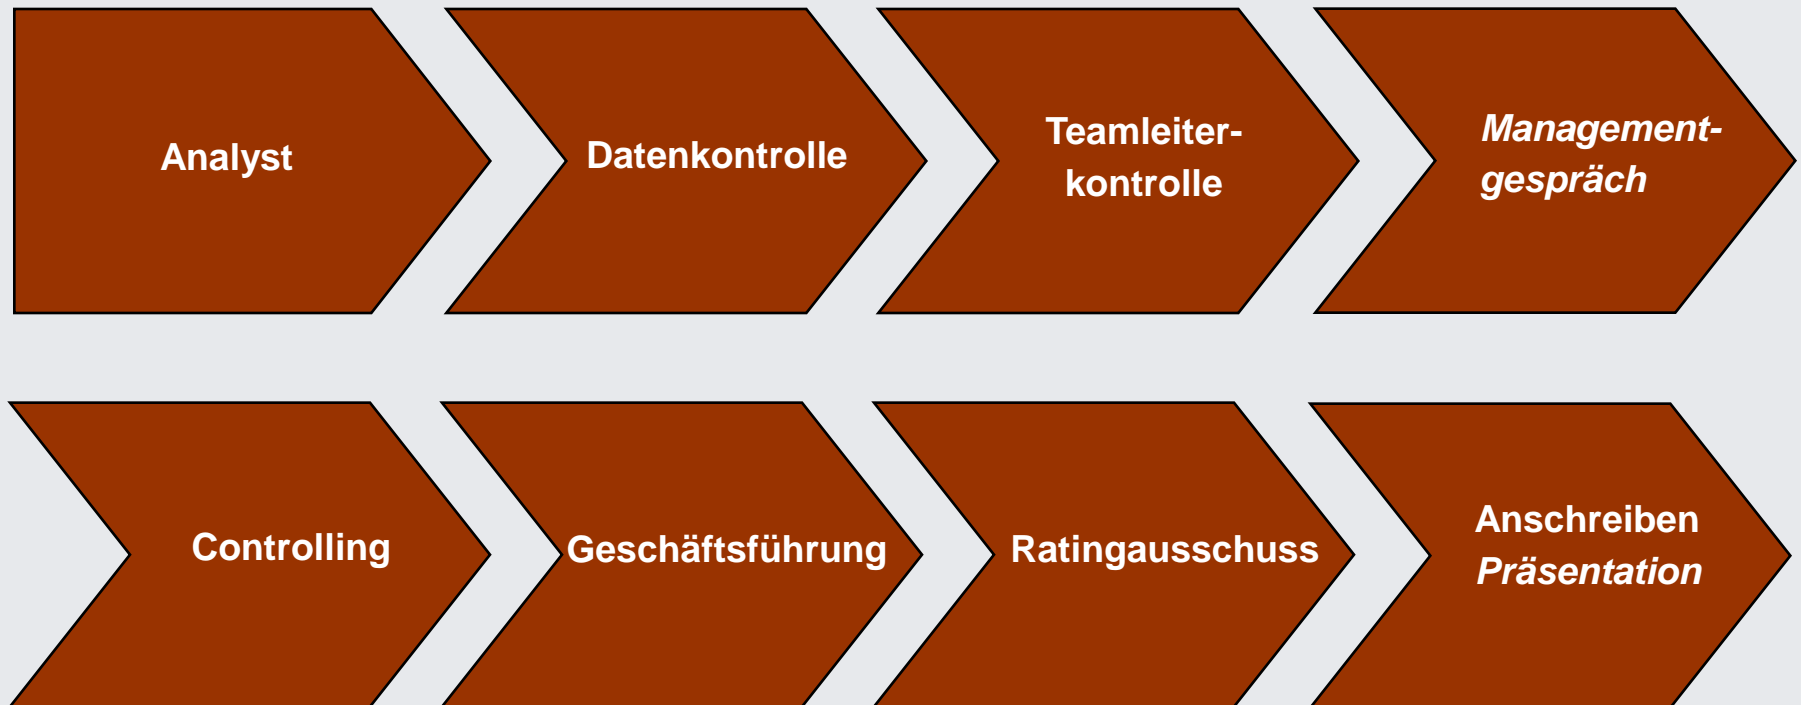 Analyst
Datenkontrolle
Teamleiter-
kontrolle
Management-
gespräch
Controlling
Geschäftsführung
Ratingausschuss
Anschreiben
Präsentation